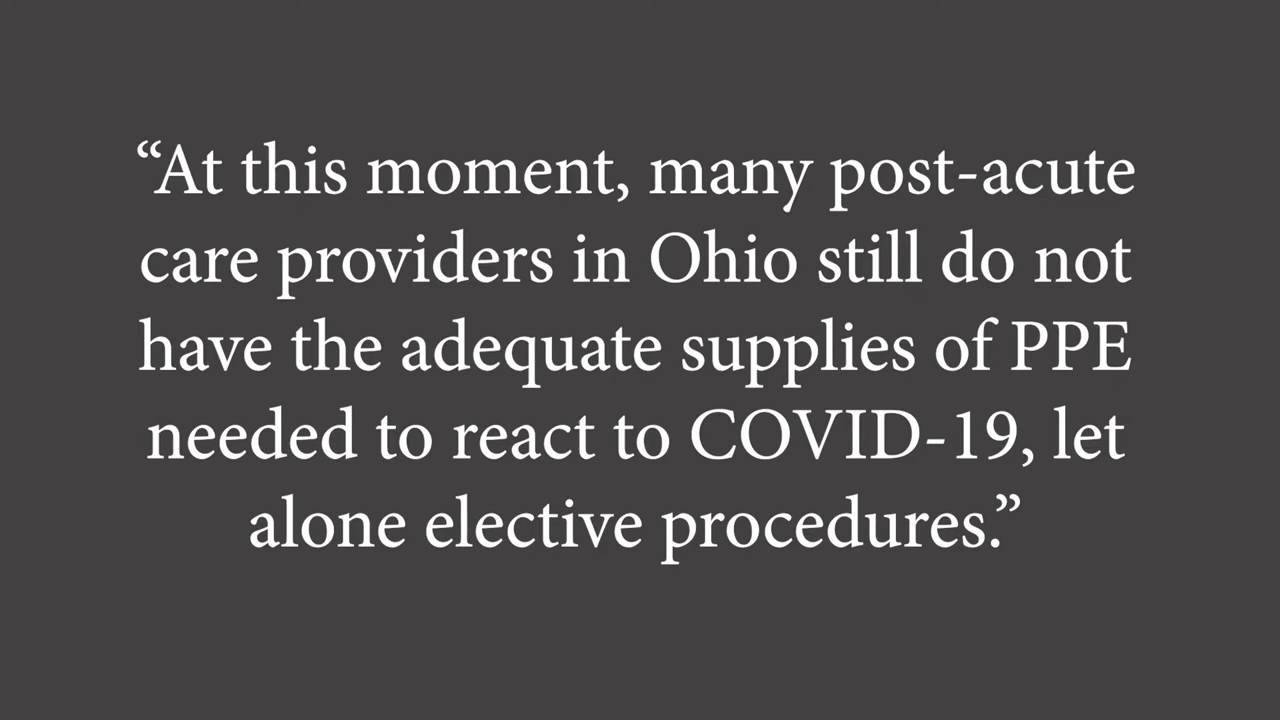 “At this moment, many post-acute
care providers in Ohio still do not
have the adequate supplies of PPE
needed to react to COVID-19, let
alone elective procedures.”